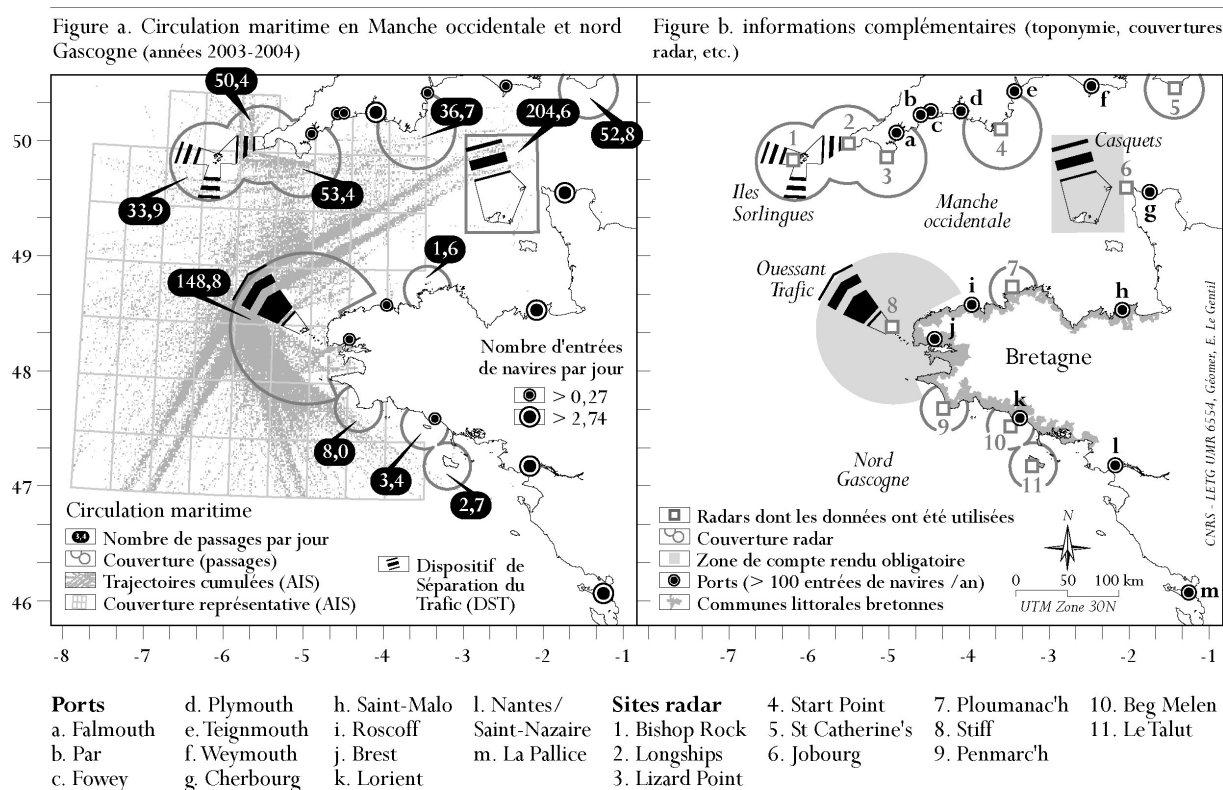 Figure a. Circulation maritime en Manche occidentale et nord
Gascogne (années 2003-2004)
50,4
36,7
204,6
52,8
53,4
33,9
1,6
148,8
8,0
3,4
2,7
50
49
48
47
46
Nombre d'entrées
de navires par jour
> 0,27
> 2,74
Circulation maritime
3,4 Nombre de passages par jour
Couverture (passages)
Trajectoires cumulées (AIS)
Couverture représentative (AIS)
Dispositif de
Séparation du
Trafic (DST)
-8 -7 -6 -5 -4 -3 -2 -1
Figure b. informations complémentaires (toponymie, couvertures
radar, etc.)
1
2
3
4
5
6
7
8
9
10
11
a
b
c
d
e
f
g
h
i
j
k
l
m
Casquets
Iles
Sorlingues
Manche
occidentale
Ouessant
Trafic
Bretagne
Nord
Gascogne
Radars dont les données ont été utilisées
Couverture radar
Zone de compte rendu obligatoire
Ports (> 100 entrées de navires /an)
Communes littorales bretonnes
N
0 50 100 km
UTM Zone 30N
CNRS - LETG UMR 6554, Géomer, E. Le Gentil
-7 -6 -5 -4 -3 -2 -1
Ports
a. Falmouth
b. Par
c. Fowey
d. Plymouth
e. Teignmouth
f. Weymouth
g. Cherbourg
h. Saint-Malo
i. Roscoff
j. Brest
k. Lorient
l. Nantes/
Saint-Nazaire
m. La Pallice
Sites radar
1. Bishop Rock
2. Longships
3. Lizard Point
4. Start Point
5. St Catherine's
6. Jobourg
7. Ploumanac'h
8. Stiff
9. Penmarc'h
10. Beg Melen
11. Le Talut